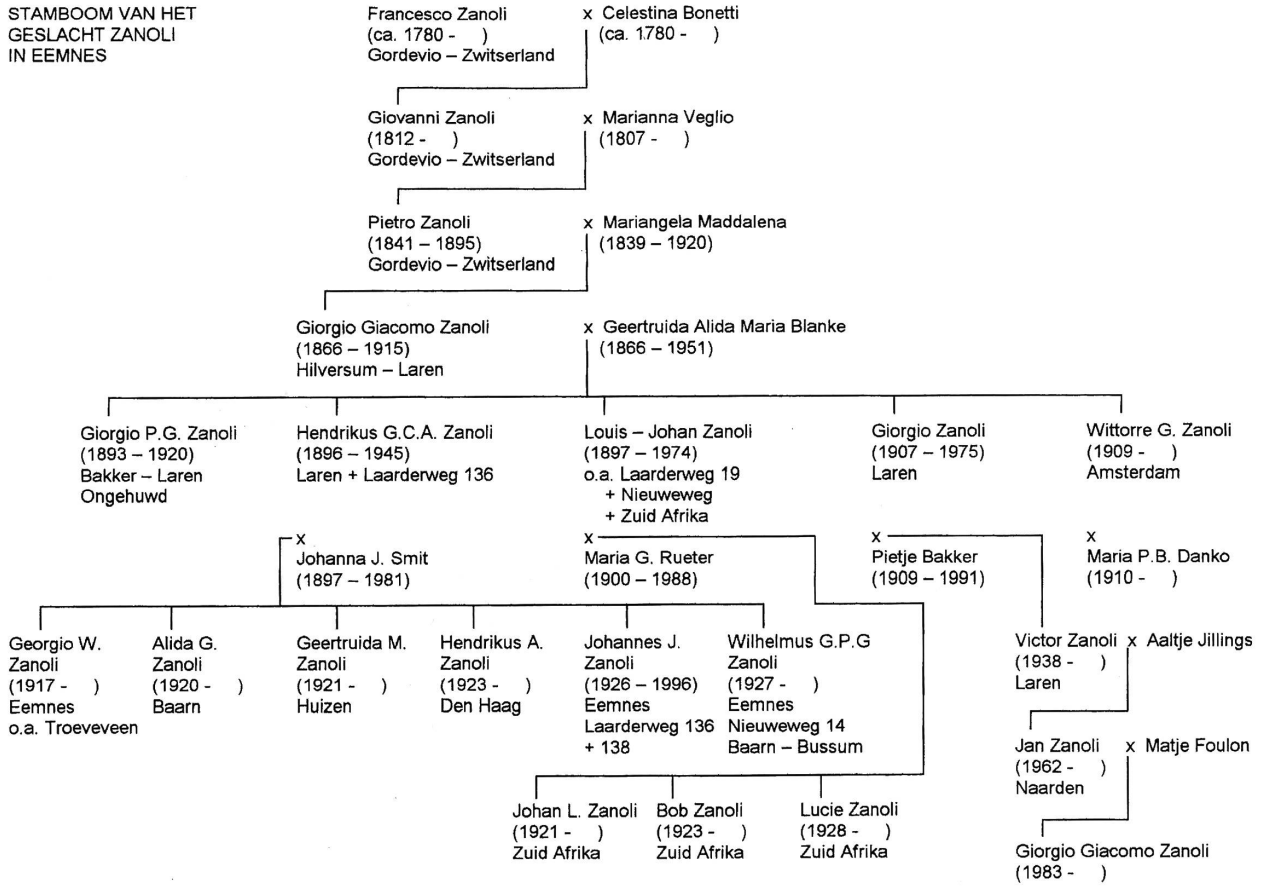 STAMBOOM VAN HET
GESLACHT ZANOLI
IN EEMNES
Francesco Zanoli
(ca. 1780 -    )
Gordevio – Zwitserland
x Celestina Bonetti
(ca. 1780 -    )
Giovanni Zanoli
(1812 -    )
Gordevio – Zwitserland
x Marianna Veglio
(1807 -    )
Pietro Zanoli
(1841 – 1895)
Gordevio – Zwitserland
x Mariangela Maddalena
(1839 – 1920)
Giorgio Giacomo Zanoli
(1866 – 1915)
Hilversum – Laren
x Geertruida Alida Maria Blanke
(1866 – 1951)
Giorgio P.G. Zanoli
(1893 – 1920)
Bakker – Laren
Ongehuwd
Hendrikus G.C.A. Zanoli
(1896 – 1945)
Laren + Laarderweg 136
Louis – Johan Zanoli
(1897 – 1974)
o.a. Laarderweg 19
+ Nieuweweg
+ Zuid Afrika
Giorgio Zanoli
(1907 – 1975)
Laren
Wittorre G. Zanoli
(1909 -    )
Amsterdam
x
Johanna J. Smit
(1897 – 1981)
x
Maria G. Rueter
(1900 – 1988)
x
Pietje Bakker
(1909 – 1991)
x
Maria P.B. Danko
(1910 -    )
Georgio W.
Zanoli
(1917 -    )
Eemnes
o.a. Troeveveen
Alida G.
Zanoli
(1920 -    )
Baarn
Geertruida M.
Zanoli
(1921 -    )
Huizen
Hendrikus A.
Zanoli
(1923 -    )
Den Haag
Johannes J.
Zanoli
(1926 – 1996)
Eemnes
Laarderweg 136
+ 138
Wilhelmus G.P.G
Zanoli
(1927 -    )
Eemnes
Nieuweweg 14
Baarn – Bussum
Victor Zanoli x Aaltje Jillings
(1938 -    )
Laren
Jan Zanoli x Matje Foulon
(1962 -    )
Naarden
Johan L. Zanoli
(1921 -    )
Zuid Afrika
Bob Zanoli
(1923 -    )
Zuid Afrika
Lucie Zanoli
(1928 -    )
Zuid Afrika
Giorgio Giacomo Zanoli
(1983 -    )